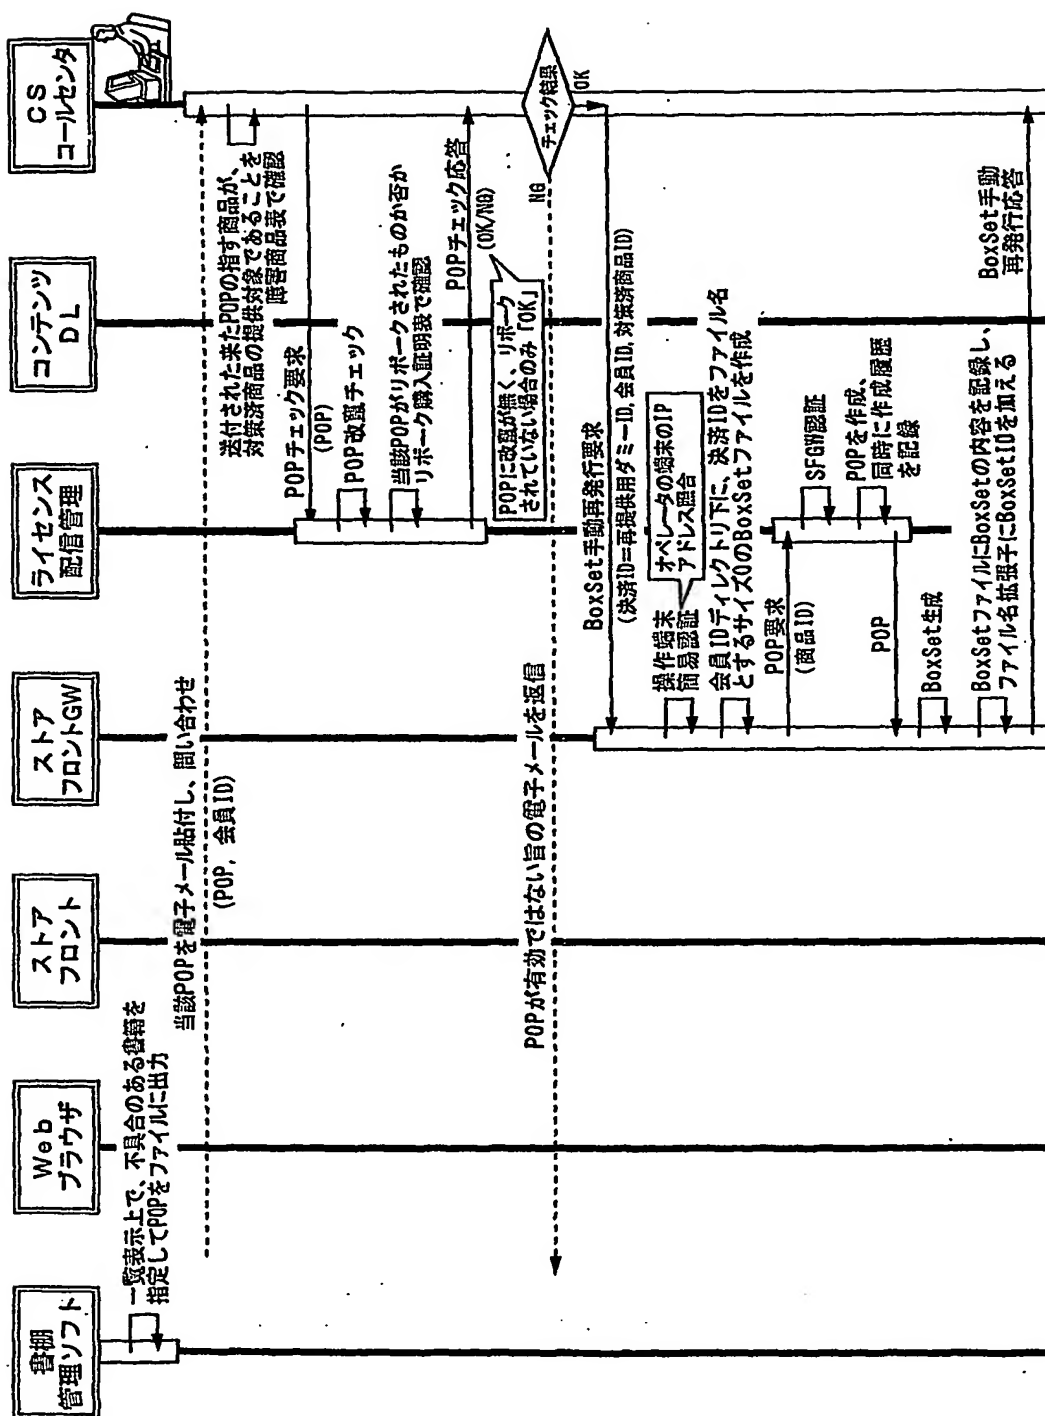 書棚
管理ソフト
Web
ブラウザ
ストア
フロント
ストア
フロントGW
ライセンス
配信管理
コンテンツ
DL
CS
コールセンタ
一覧表示上で、不具合のある書籍を
指定してPOPをファイルに出力
当該POPを電子メール貼付し、問い合わせ
(POP, 会員ID)
送付された来たPOPの指す商品が、
対策済商品の提供対象であることを
障害商品表で確認
POPチェック要求
(POP)
POP改竄チェック
当該POPがリボークされたものか否か
リボーク購入証明表で確認
POPチェック応答
(OK/NG)
POPに改竄が無く、リボーク
されていない場合のみ「OK」
チェック結果
NG
OK
POPが有効ではない旨の電子メールを返信
BoxSet手動再発行要求
(決済ID=再提供用ダミーID, 会員ID, 対策済商品ID)
操作端末
簡易認証
オペレータの端末のIP
アドレス照合
会員IDディレクトリ下に、決済IDをファイル名
とするサイズ0のBoxSetファイルを作成
POP要求
(商品ID)
SFGW認証
POPを作成、
同時に作成履歴
を記録
POP
BoxSet生成
BoxSetファイルにBoxSetの内容を記録し、
ファイル名拡張子にBoxSetIDを加える
BoxSet手動
再発行応答